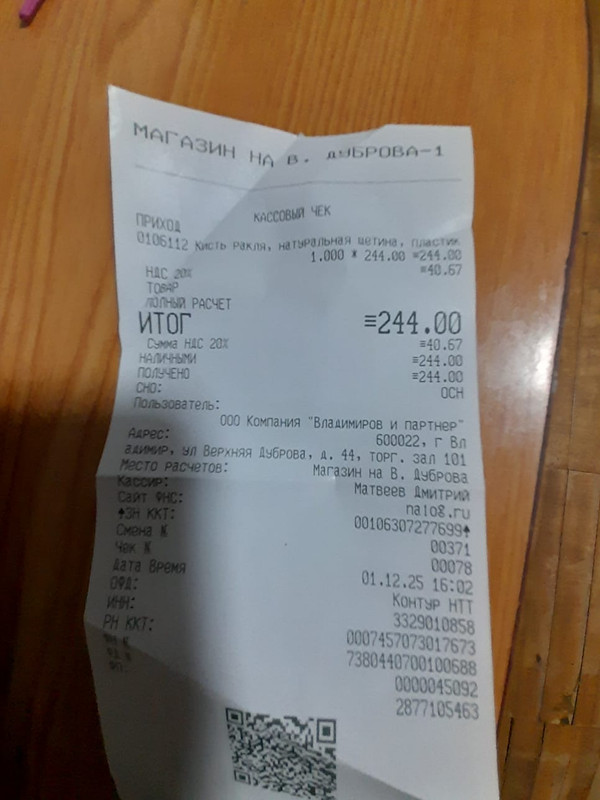 МАГАЗИН НА В. ДУБРОВА-1
КАССОВЫЙ ЧЕК
ПРИХОД
0106112 Кисть Ракля, натуральная щетина, пластик
1.000 * 244.00 =244.00
НДС 20% =40.67
ТОВАР
ПОЛНЫЙ РАСЧЕТ
ИТОГ =244.00
Сумма НДС 20% =40.67
НАЛИЧНЫМИ =244.00
ПОЛУЧЕНО =244.00
СНО: ОСН
Пользователь:
ООО Компания "Владимиров и партнер"
Адрес: 600022, г Вл
адимир, ул Верхняя Дуброва, д. 44, торг. зал 101
Место расчетов: Магазин на В. Дуброва
Кассир: Матвеев Дмитрий
Сайт ФНС: nalog.ru
ЗН ККТ: 00106307277699
Смена № 00371
Чек № 00078
Дата Время 01.12.25 16:02
ОФД: Контур НТТ
ИНН: 3329010858
РН ККТ: 0007457073017673
7380440700100688
0000045092
2877105463